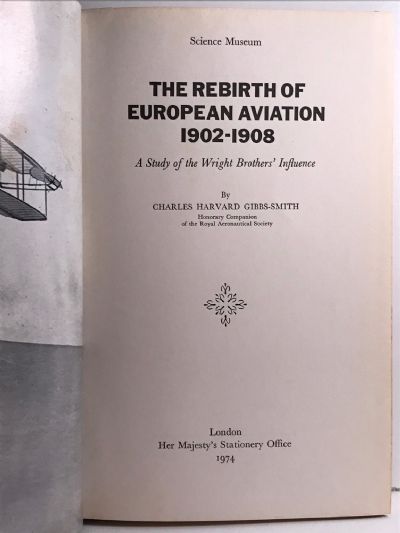 Science Museum
THE REBIRTH OF
EUROPEAN AVIATION
1902-1908
A Study of the Wright Brothers' Influence
By
CHARLES HARVARD GIBBS-SMITH
Honorary Companion
of the Royal Aeronautical Society
London
Her Majesty's Stationery Office
1974